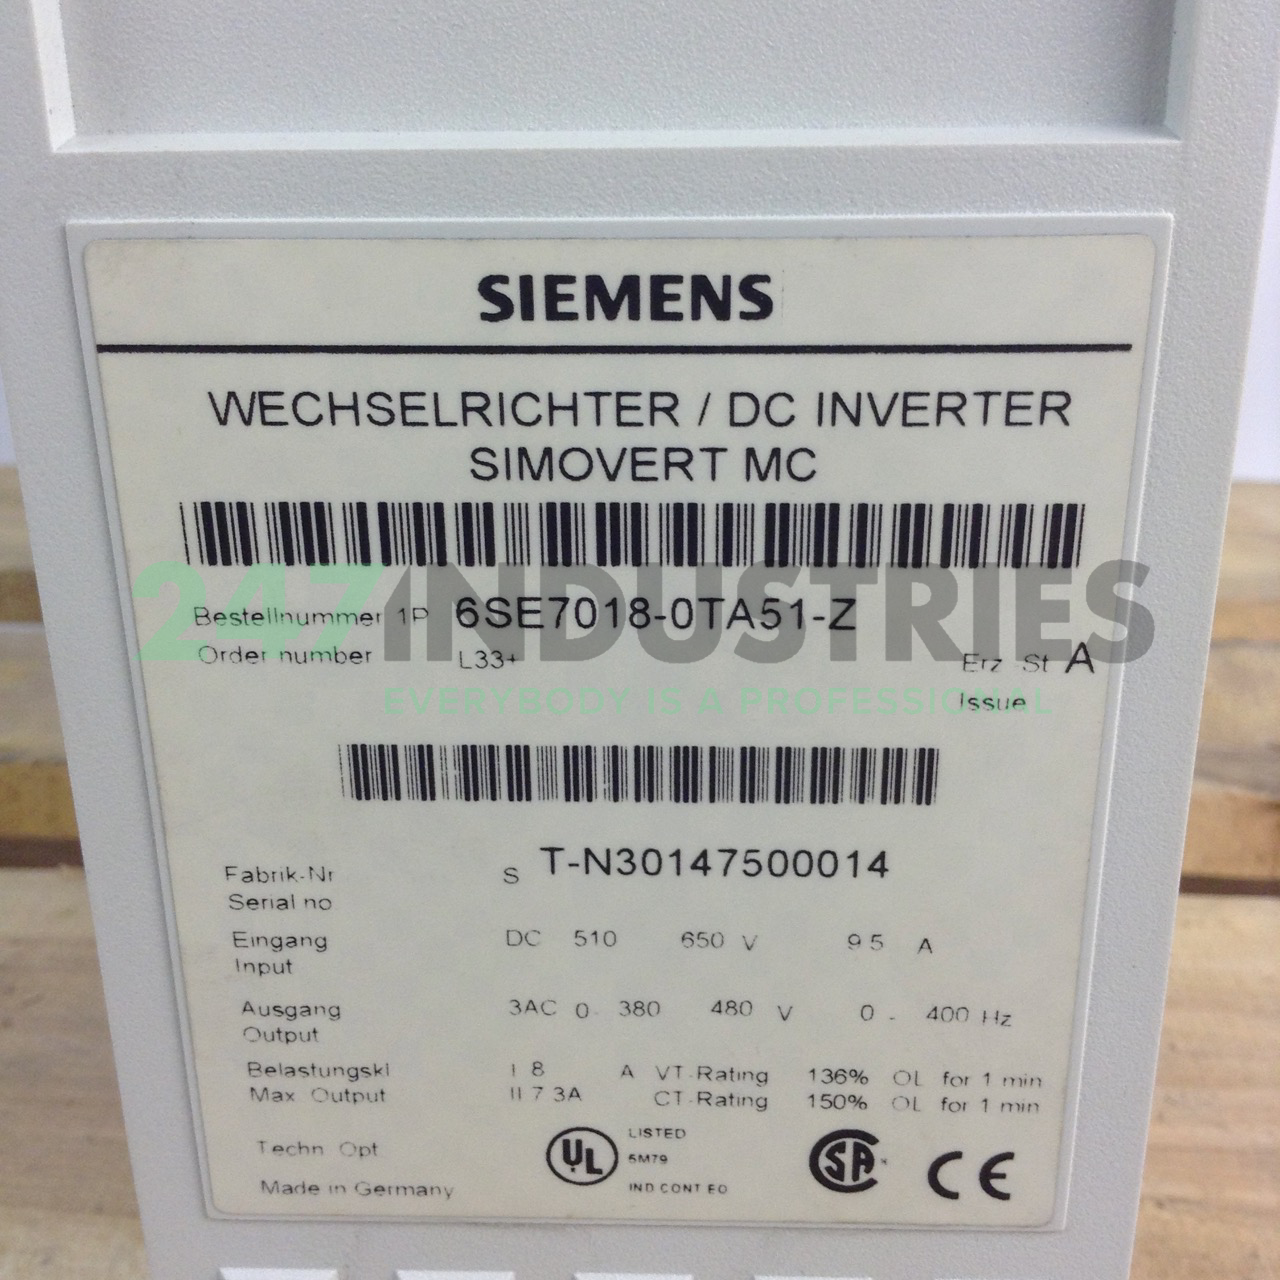 SIEMENS
WECHSELRICHTER / DC INVERTER
SIMOVERT MC
247INDUSTRIES
Bestellnummer 1P 6SE7018-0TA51-Z
Order number L33+ Erz St A
EVERYBODY IS A PROFESSIONAL
Issue
Fabrik-Nr S T-N30147500014
Serial no
Eingang DC 510 650 V 9 5 A
Input
Ausgang 3AC 0- 380 480 V 0 - 400 Hz
Output
Belastungskl I 8 A VT-Rating 136% OL for 1 min
Max Output II 7 3A CT-Rating 150% OL for 1 min
Techn Opt UL LISTED SA CE
5M79
Made in Germany IND CONT EQ